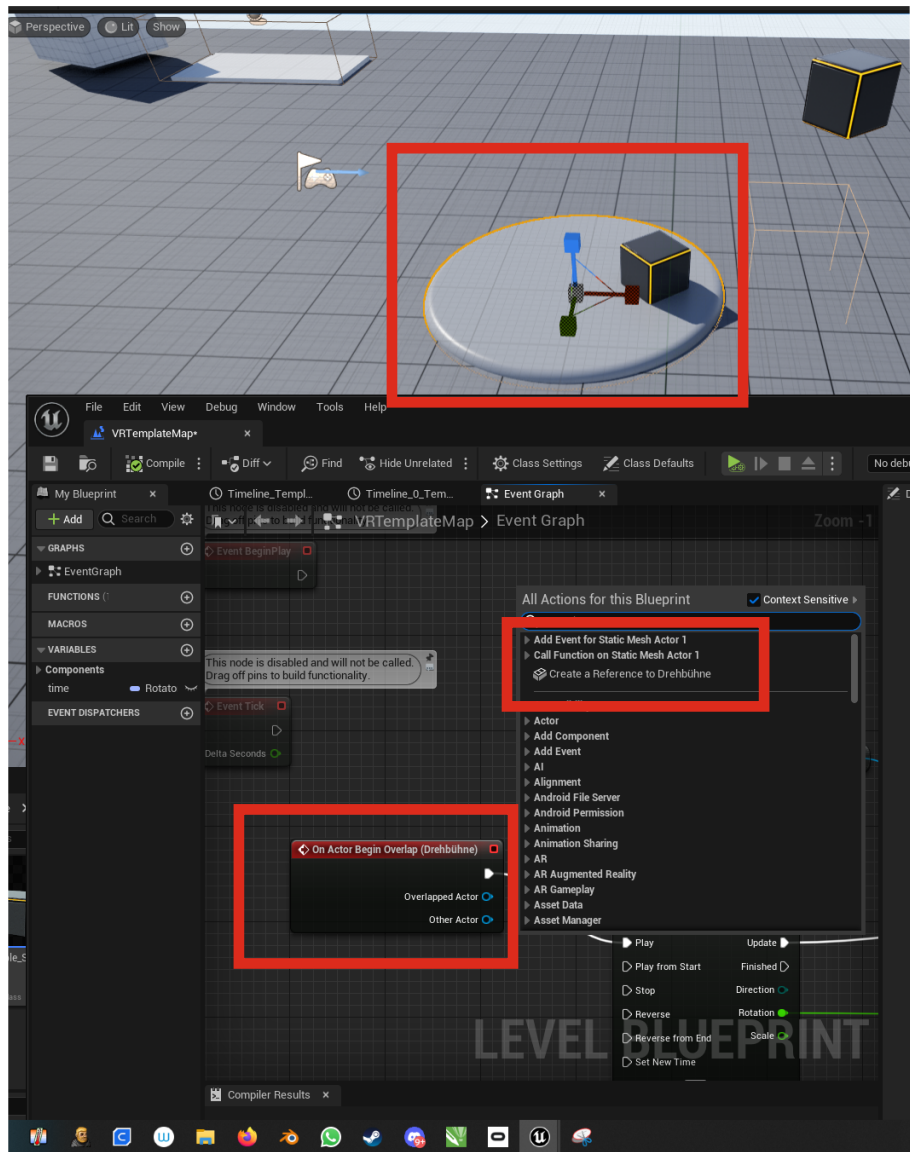 Perspective Lit Show
File Edit View Debug Window Tools Help
VRTemplateMap* ×
Compile Diff Find Hide Unrelated Class Settings Class Defaults
My Blueprint × Timeline_Templ... Timeline_0_Tem... Event Graph ×
+ Add Search
VRTemplateMap > Event Graph Zoom -1
GRAPHS
EventGraph
FUNCTIONS
MACROS
VARIABLES
Components
time Rotato
EVENT DISPATCHERS
Event BeginPlay
This node is disabled and will not be called.
Drag off pins to build functionality.
Event Tick
Delta Seconds
On Actor Begin Overlap (Drehbühne)
Overlapped Actor
Other Actor
All Actions for this Blueprint Context Sensitive
Add Event for Static Mesh Actor 1
Call Function on Static Mesh Actor 1
Create a Reference to Drehbühne
Actor
Add Component
Add Event
AI
Alignment
Android File Server
Android Permission
Animation
Animation Sharing
AR
AR Augmented Reality
AR Gameplay
Asset Data
Asset Manager
Play Update
Play from Start Finished
Stop Direction
Reverse Rotation
Reverse from End Scale
Set New Time
LEVEL BLUEPRINT
Compiler Results ×